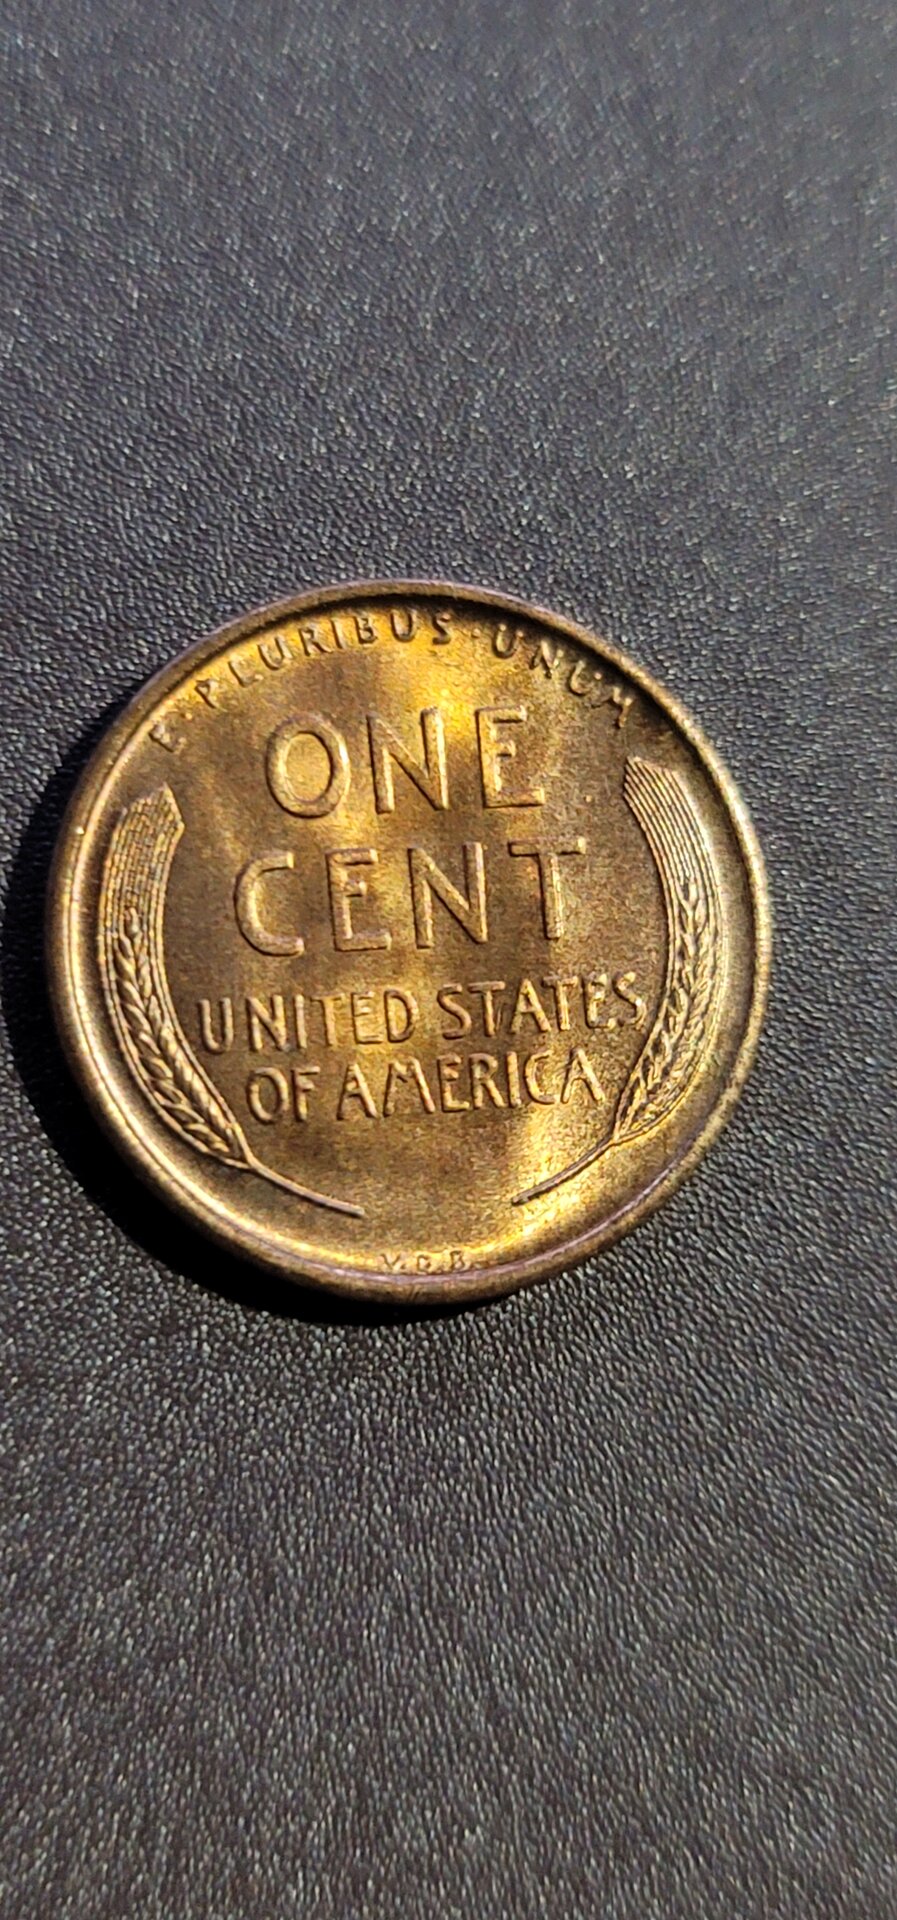 E·PLURIBUS·UNUM
ONE
CENT
UNITED STATES
OF AMERICA
V.D.B.